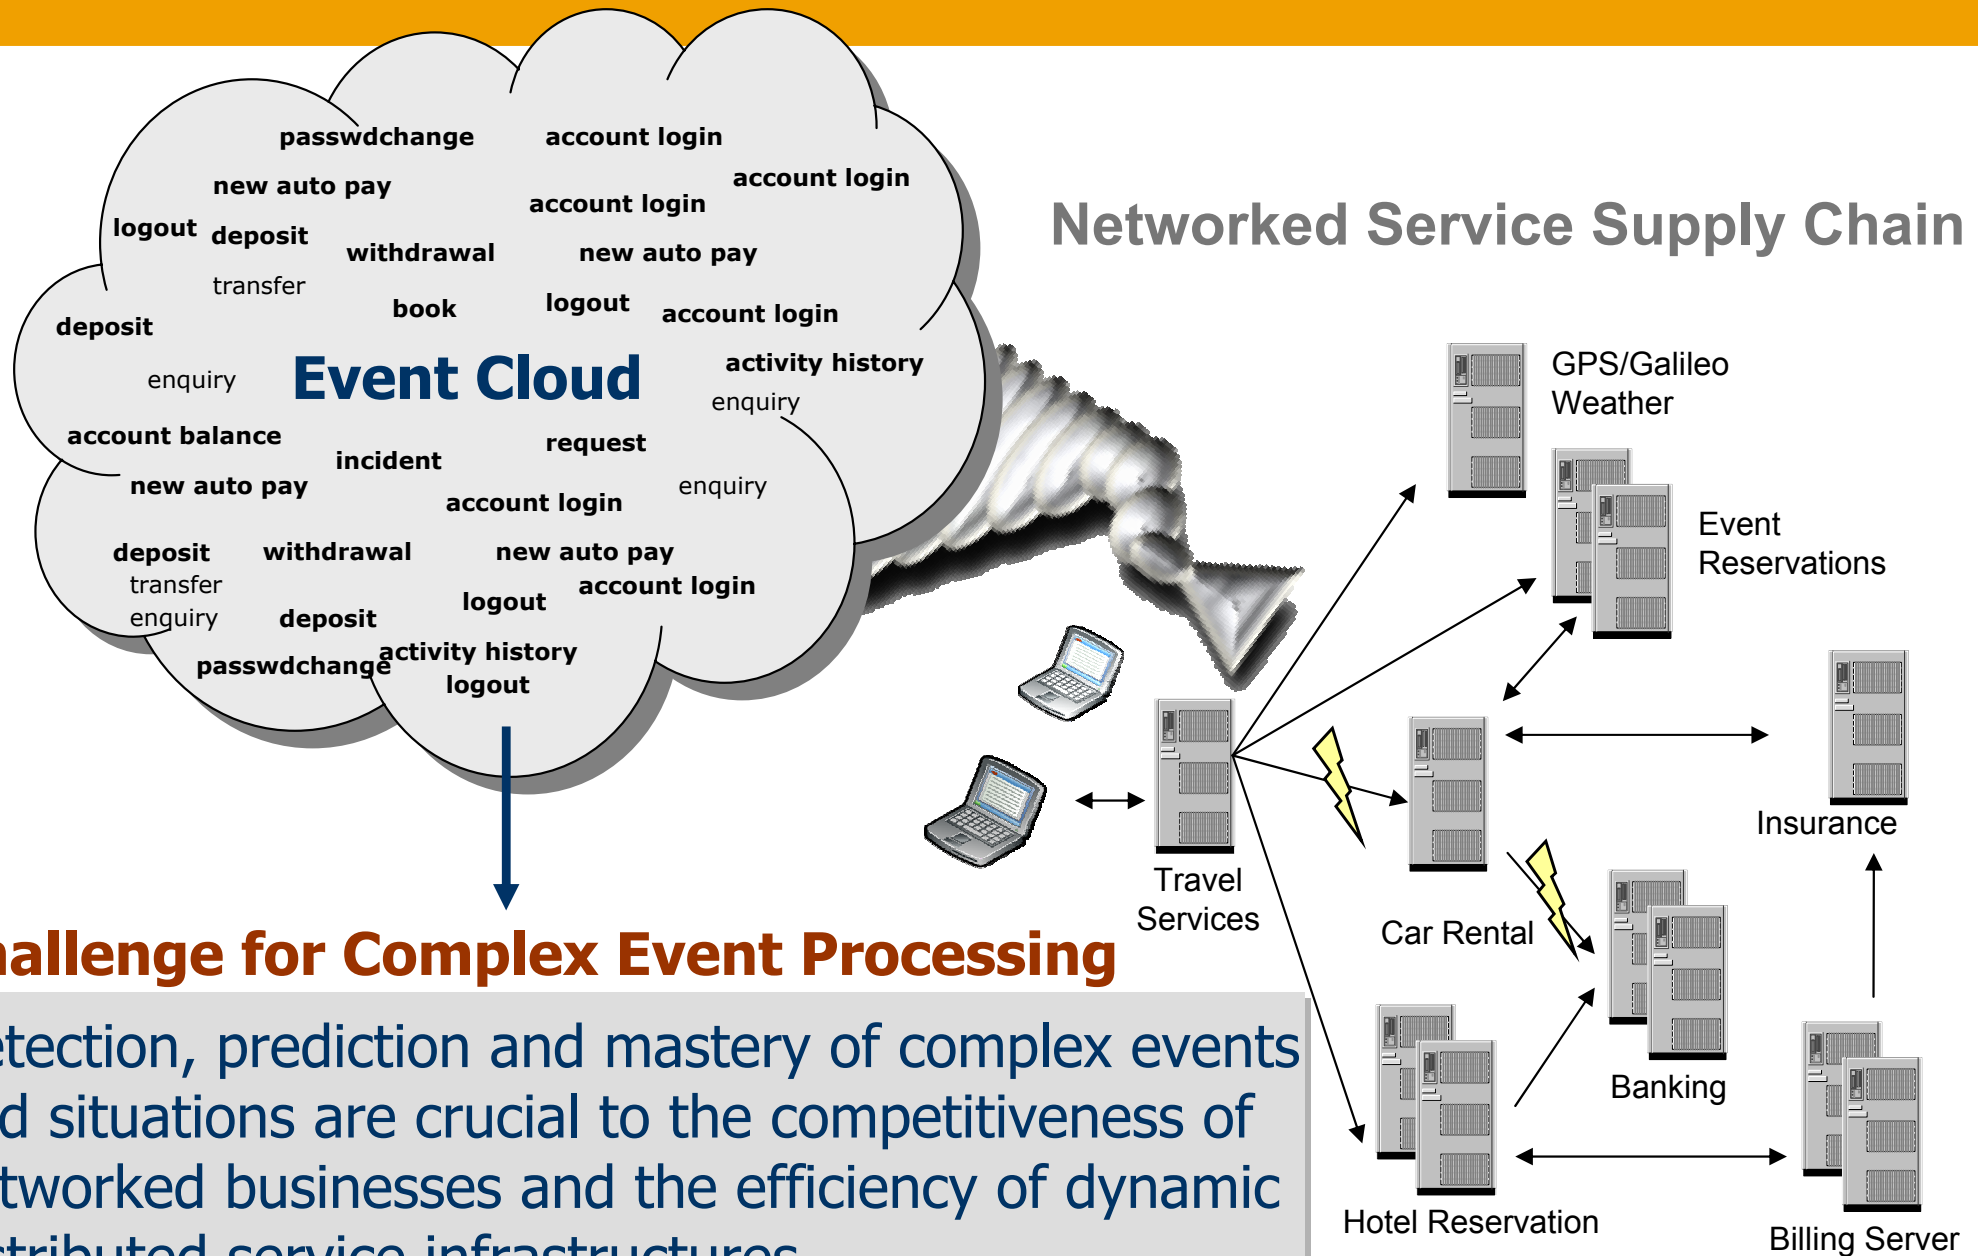 passwdchange
account login
new auto pay
account login
account login
logout
deposit
withdrawal
new auto pay
transfer
book
logout
account login
deposit
Event Cloud
activity history
enquiry
enquiry
account balance
incident
request
new auto pay
account login
enquiry
deposit
withdrawal
new auto pay
transfer
account login
enquiry
deposit
logout
passwdchange
activity history
logout
Networked Service Supply Chain
GPS/Galileo
Weather
Event
Reservations
Insurance
Travel
Services
Car Rental
Banking
Hotel Reservation
Billing Server
hallenge for Complex Event Processing
etection, prediction and mastery of complex events
d situations are crucial to the competitiveness of
tworked businesses and the efficiency of dynamic
stributed service infrastructures